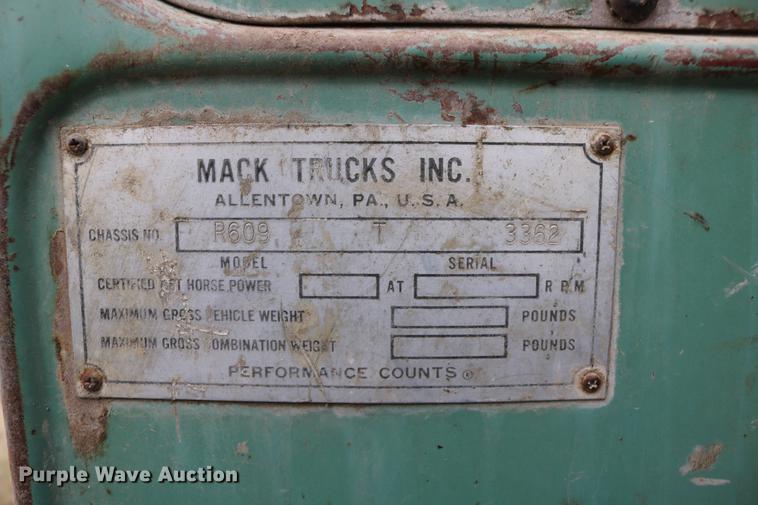 MACK TRUCKS INC.
ALLENTOWN, PA., U.S.A.
CHASSIS NO. R609 T 3362
MODEL SERIAL
CERTIFIED NET HORSE POWER AT R.P.M
MAXIMUM GROSS VEHICLE WEIGHT POUNDS
MAXIMUM GROSS COMBINATION WEIGHT POUNDS
PERFORMANCE COUNTS ®
Purple Wave Auction